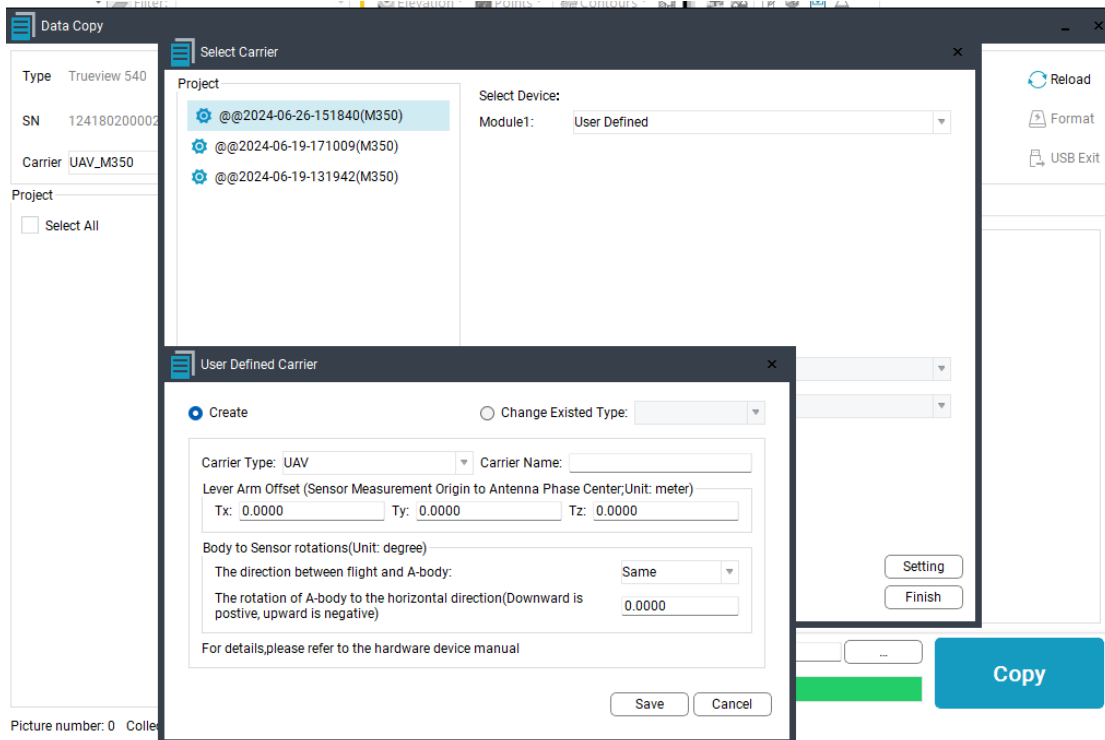 Filter:
Elevation
Points
Contours
Data Copy
Type Trueview 540
SN 124180200002
Carrier UAV_M350
Project
Select All
Select Carrier
Project
@@2024-06-26-151840(M350)
@@2024-06-19-171009(M350)
@@2024-06-19-131942(M350)
Select Device:
Module1: User Defined
Reload
Format
USB Exit
User Defined Carrier
Create Change Existed Type:
Carrier Type: UAV Carrier Name:
Lever Arm Offset (Sensor Measurement Origin to Antenna Phase Center;Unit: meter)
Tx: 0.0000 Ty: 0.0000 Tz: 0.0000
Body to Sensor rotations(Unit: degree)
The direction between flight and A-body: Same
The rotation of A-body to the horizontal direction(Downward is
postive, upward is negative) 0.0000
For details,please refer to the hardware device manual
Save Cancel
Setting
Finish
...
Copy
Picture number: 0